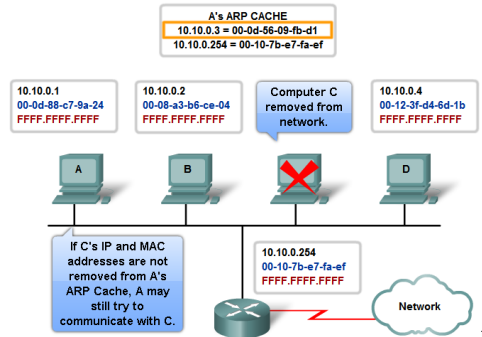 A's ARP CACHE
10.10.0.3 = 00-0d-56-09-fb-d1
10.10.0.254 = 00-10-7b-e7-fa-ef
10.10.0.1
00-0d-88-c7-9a-24
FFFF.FFFF.FFFF
10.10.0.2
00-08-a3-b6-ce-04
FFFF.FFFF.FFFF
Computer C
removed from
network.
10.10.0.4
00-12-3f-d4-6d-1b
FFFF.FFFF.FFFF
A
B
D
If C's IP and MAC
addresses are not
removed from A's
ARP Cache, A may
still try to
communicate with C.
10.10.0.254
00-10-7b-e7-fa-ef
FFFF.FFFF.FFFF
Network